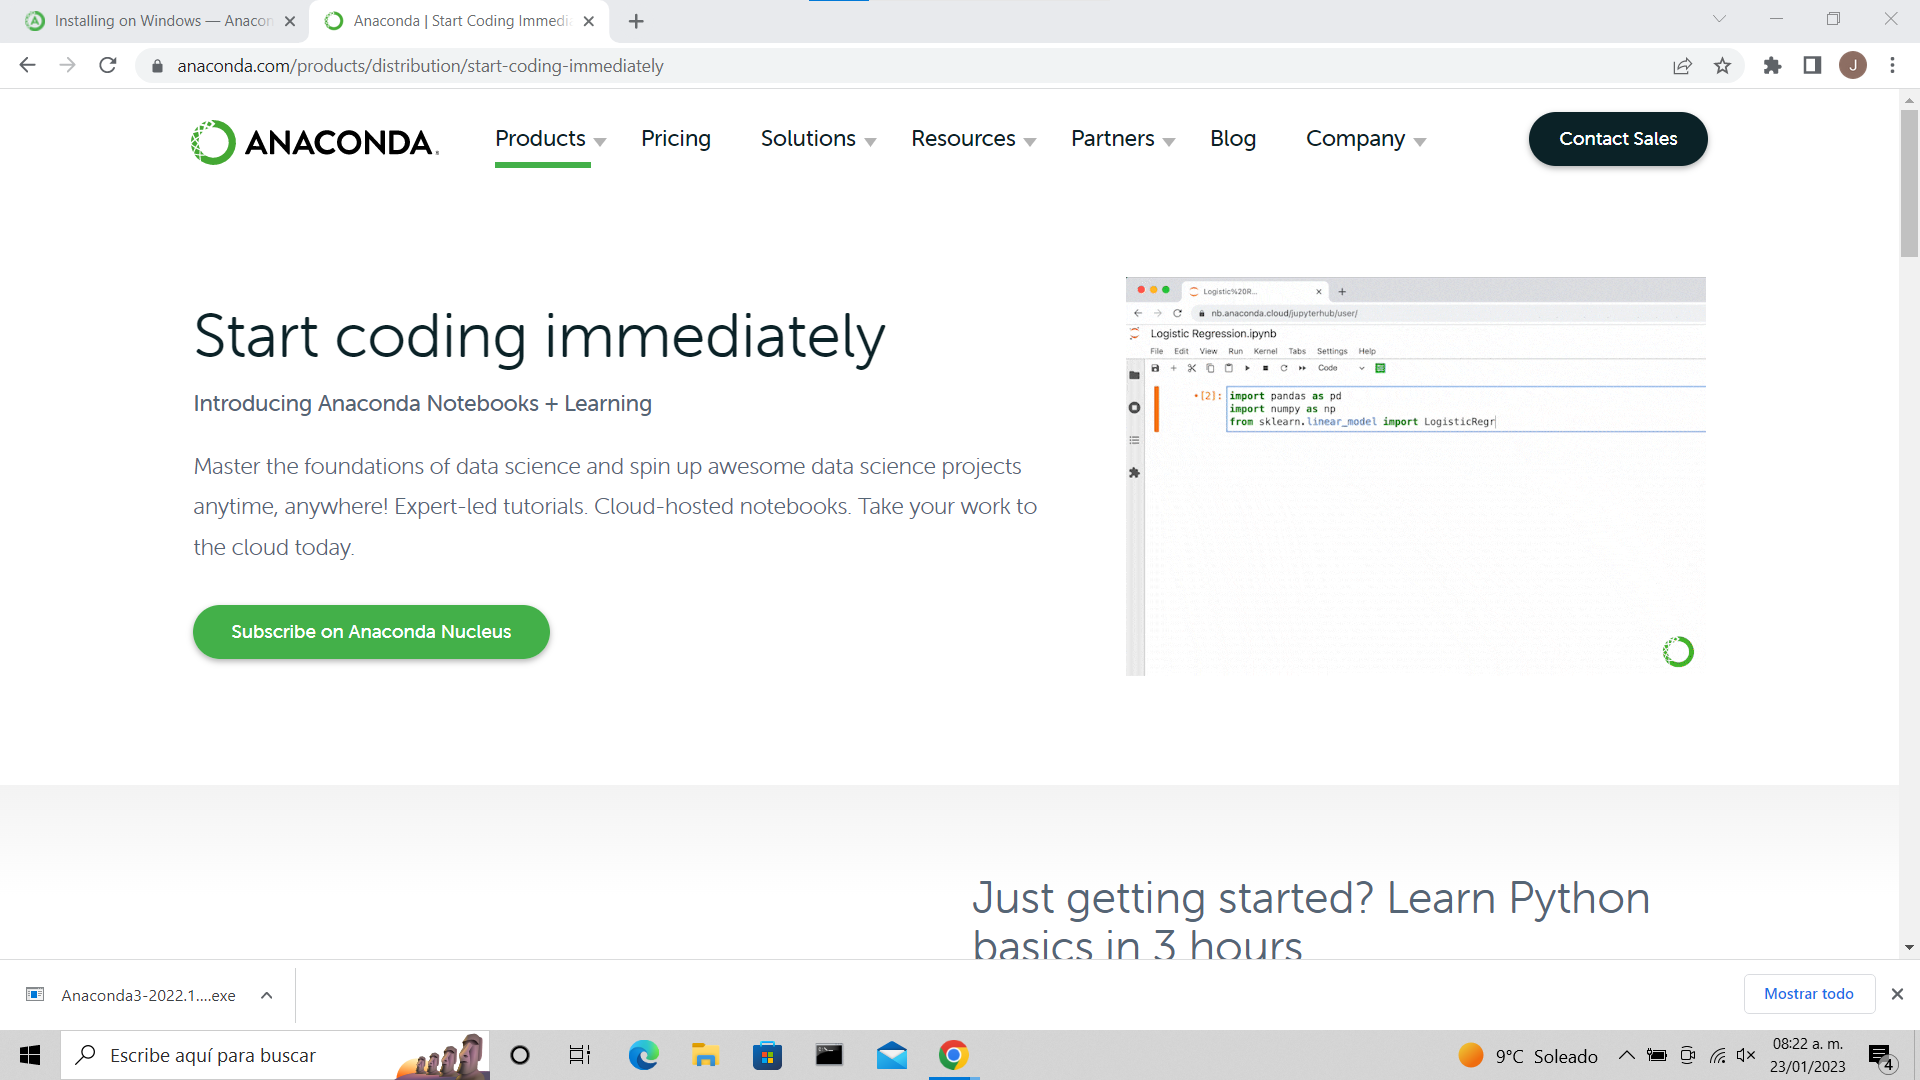 Installing on Windows — Anacon
Anaconda | Start Coding Immedi
anaconda.com/products/distribution/start-coding-immediately
J
ANACONDA.
Products
Pricing
Solutions
Resources
Partners
Blog
Company
Contact Sales
Start coding immediately
Introducing Anaconda Notebooks + Learning
Master the foundations of data science and spin up awesome data science projects
anytime, anywhere! Expert-led tutorials. Cloud-hosted notebooks. Take your work to
the cloud today.
Subscribe on Anaconda Nucleus
Logistic%20R...
nb.anaconda.cloud/jupyterhub/user/
Logistic Regression.ipynb
File Edit View Run Kernel Tabs Settings Help
Code
[2]: import pandas as pd
import numpy as np
from sklearn.linear_model import LogisticRegr
Just getting started? Learn Python
basics in 3 hours
Anaconda3-2022.1....exe
Mostrar todo
Escribe aquí para buscar
9°C Soleado
08:22 a. m.
23/01/2023
4